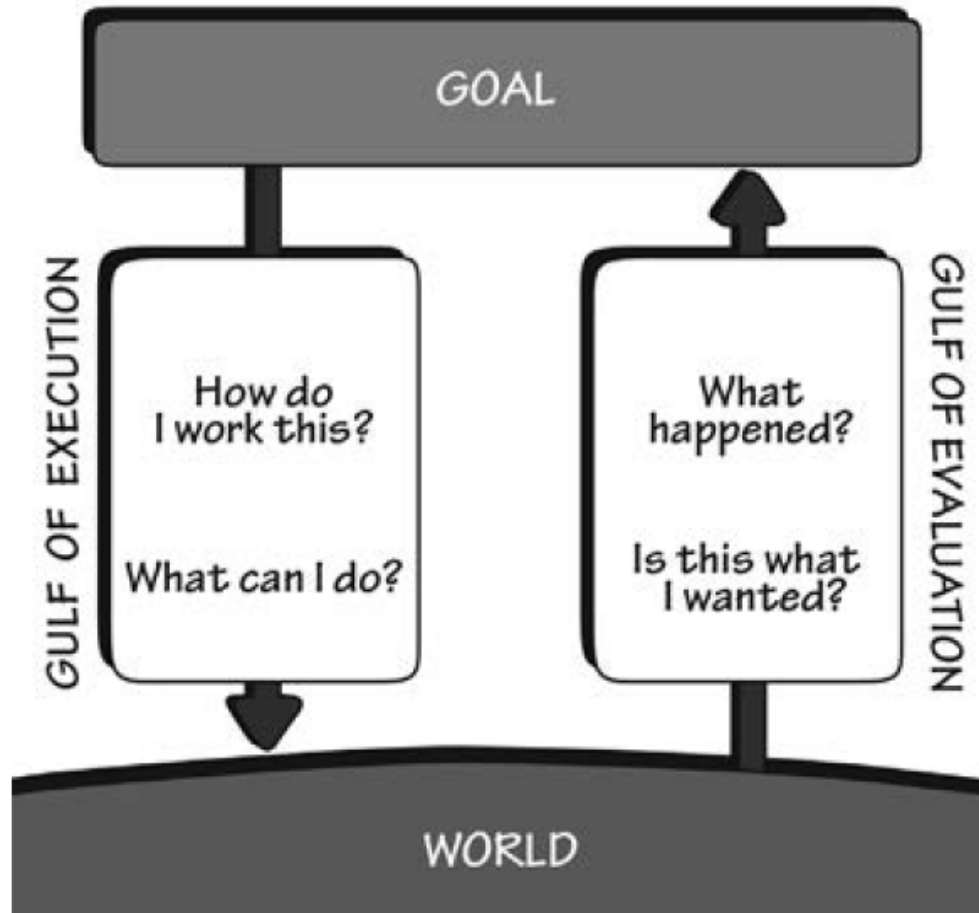 GOAL
GULF OF EXECUTION
How do
I work this?
What can I do?
What
happened?
Is this what
I wanted?
GULF OF EVALUATION
WORLD